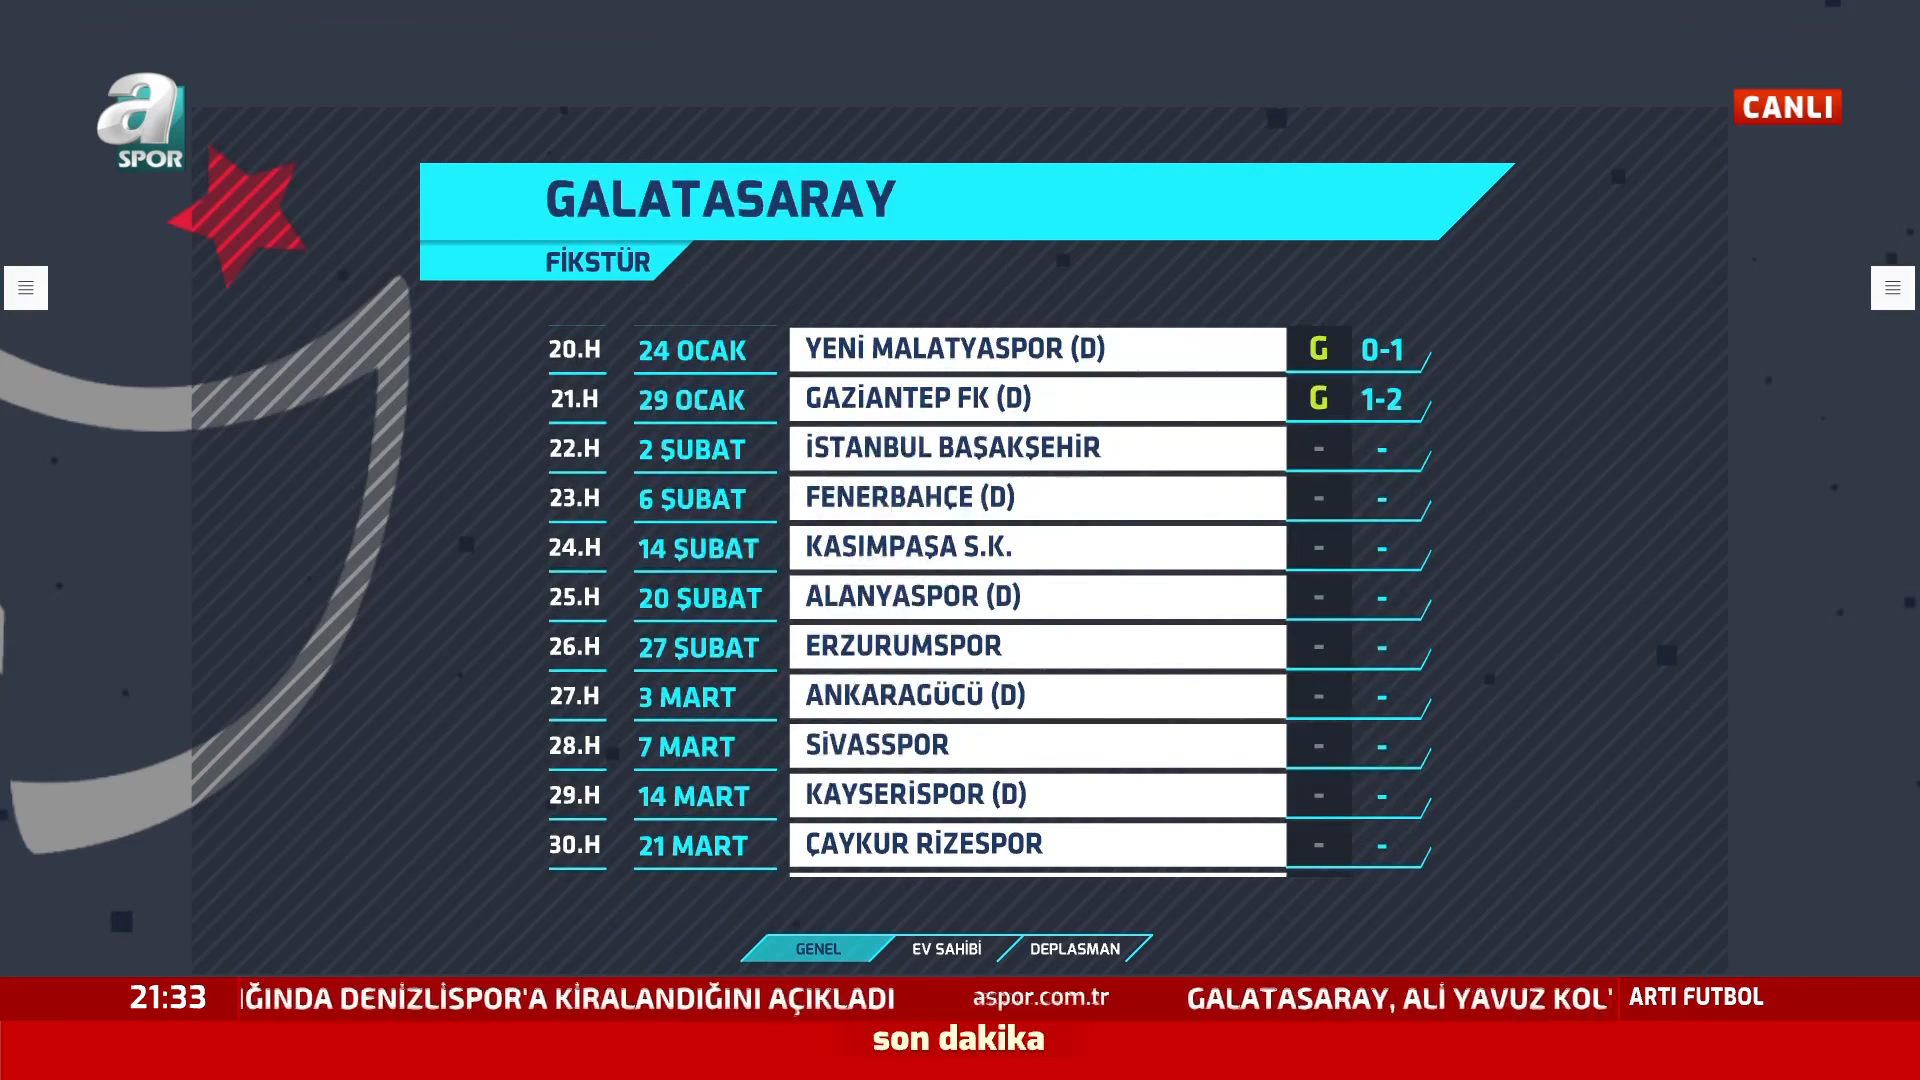 a
SPOR
CANLI
GALATASARAY
FİKSTÜR
20.H 24 OCAK YENİ MALATYASPOR (D) G 0-1
21.H 29 OCAK GAZİANTEP FK (D) G 1-2
22.H 2 ŞUBAT İSTANBUL BAŞAKŞEHİR - -
23.H 6 ŞUBAT FENERBAHÇE (D) - -
24.H 14 ŞUBAT KASIMPAŞA S.K. - -
25.H 20 ŞUBAT ALANYASPOR (D) - -
26.H 27 ŞUBAT ERZURUMSPOR - -
27.H 3 MART ANKARAGÜCÜ (D) - -
28.H 7 MART SİVASSPOR - -
29.H 14 MART KAYSERİSPOR (D) - -
30.H 21 MART ÇAYKUR RİZESPOR - -
GENEL EV SAHİBİ DEPLASMAN
21:33 ĞINDA DENİZLİSPOR'A KİRALANDIĞINI AÇIKLADI aspor.com.tr GALATASARAY, ALİ YAVUZ KOL' ARTI FUTBOL
son dakika